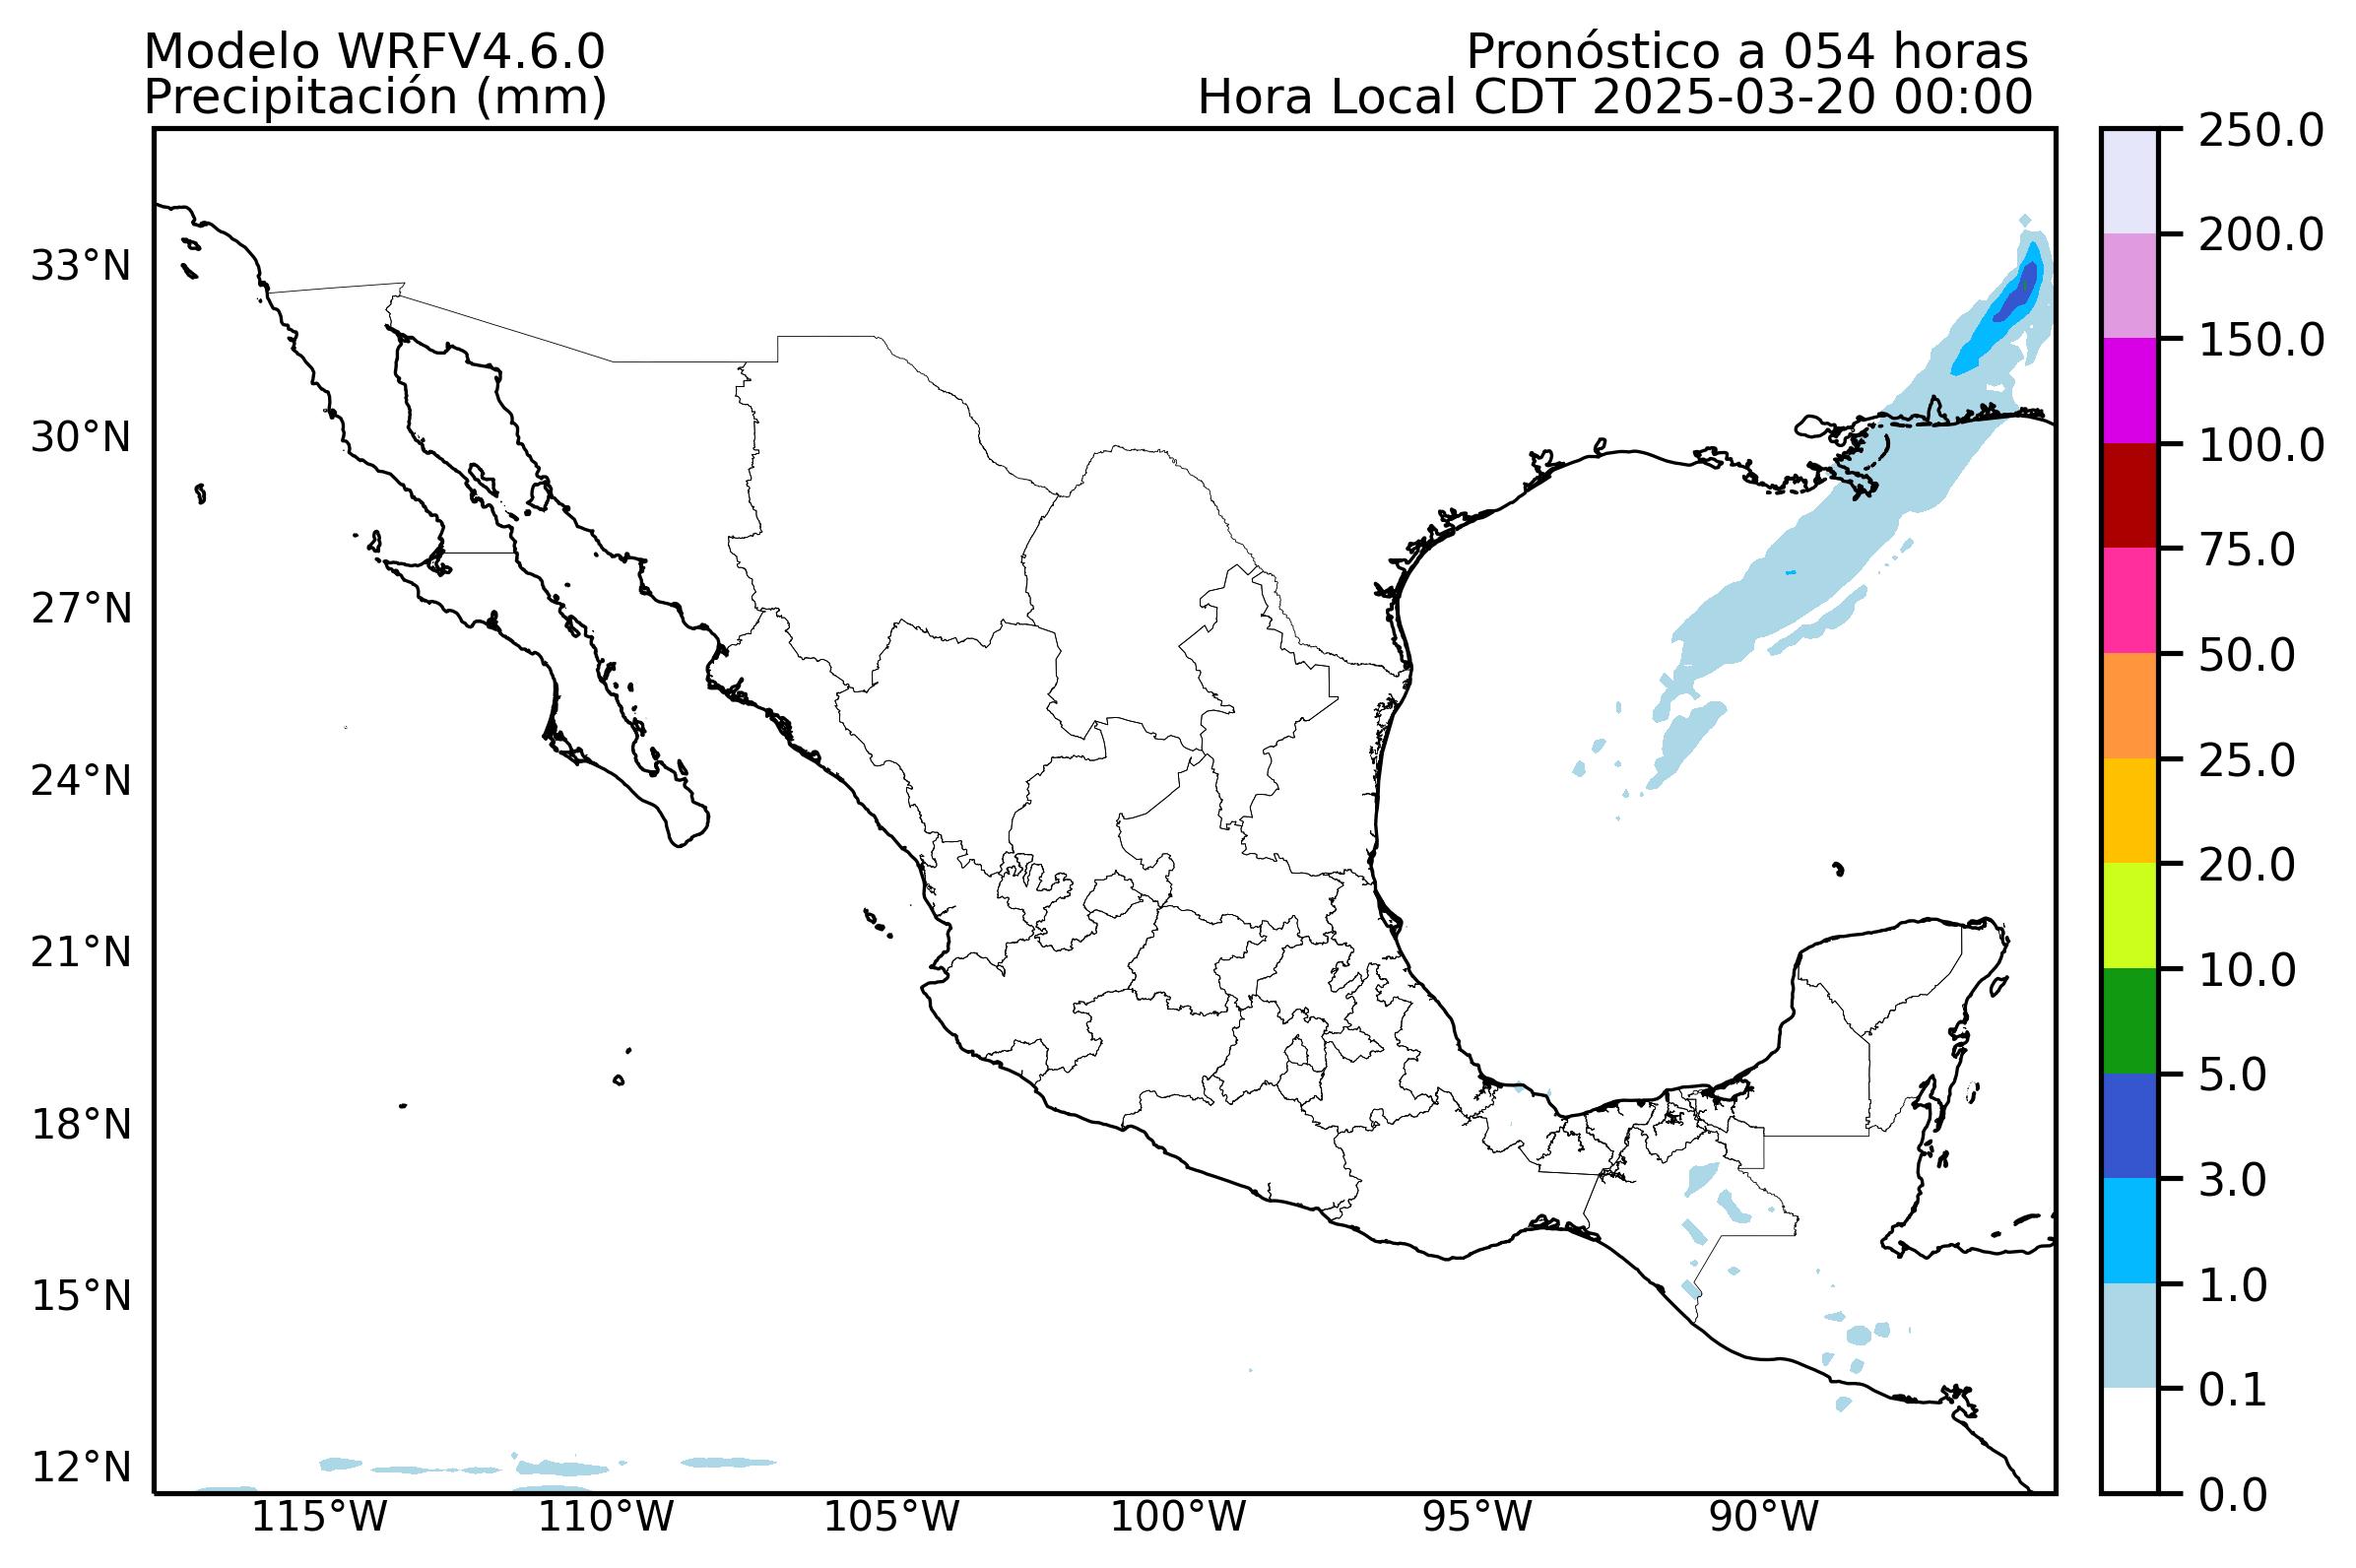 Modelo WRFV4.6.0
Precipitación (mm)
Pronóstico a 054 horas
Hora Local CDT 2025-03-20 00:00
33°N
30°N
27°N
24°N
21°N
18°N
15°N
12°N
115°W
110°W
105°W
100°W
95°W
90°W
250.0
200.0
150.0
100.0
75.0
50.0
25.0
20.0
10.0
5.0
3.0
1.0
0.1
0.0